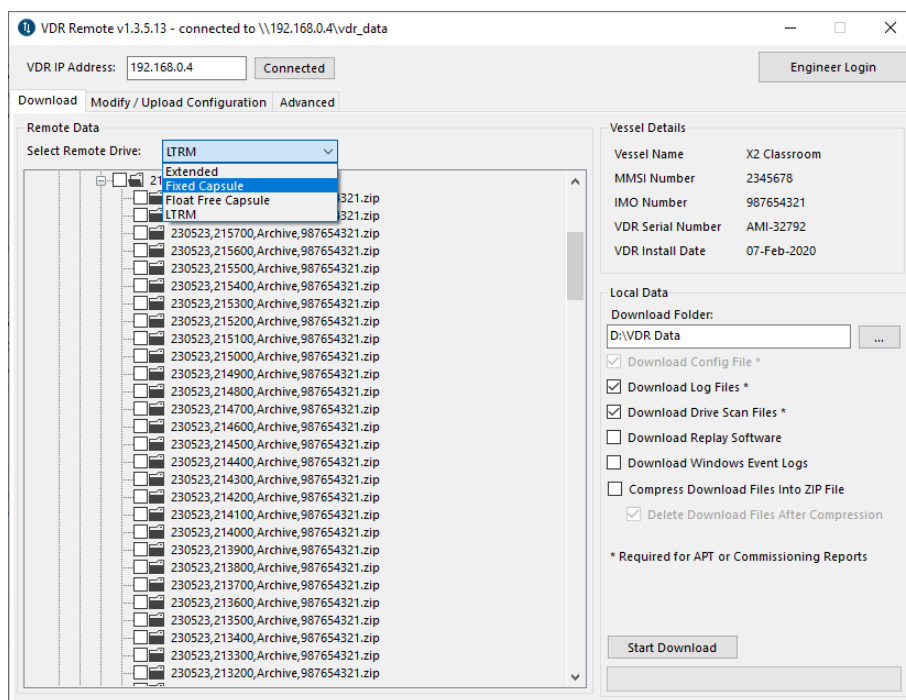 VDR Remote v1.3.5.13 - connected to \\192.168.0.4\vdr_data
VDR IP Address: 192.168.0.4 Connected Engineer Login
Download Modify / Upload Configuration Advanced
Remote Data
Select Remote Drive: LTRM
Extended
Fixed Capsule
Float Free Capsule
LTRM
21
321.zip
321.zip
230523,215700,Archive,987654321.zip
230523,215600,Archive,987654321.zip
230523,215500,Archive,987654321.zip
230523,215400,Archive,987654321.zip
230523,215300,Archive,987654321.zip
230523,215200,Archive,987654321.zip
230523,215100,Archive,987654321.zip
230523,215000,Archive,987654321.zip
230523,214900,Archive,987654321.zip
230523,214800,Archive,987654321.zip
230523,214700,Archive,987654321.zip
230523,214600,Archive,987654321.zip
230523,214500,Archive,987654321.zip
230523,214400,Archive,987654321.zip
230523,214300,Archive,987654321.zip
230523,214200,Archive,987654321.zip
230523,214100,Archive,987654321.zip
230523,214000,Archive,987654321.zip
230523,213900,Archive,987654321.zip
230523,213800,Archive,987654321.zip
230523,213700,Archive,987654321.zip
230523,213600,Archive,987654321.zip
230523,213500,Archive,987654321.zip
230523,213400,Archive,987654321.zip
230523,213300,Archive,987654321.zip
230523,213200,Archive,987654321.zip
Vessel Details
Vessel Name X2 Classroom
MMSI Number 2345678
IMO Number 987654321
VDR Serial Number AMI-32792
VDR Install Date 07-Feb-2020
Local Data
Download Folder:
D:\VDR Data ...
Download Config File *
Download Log Files *
Download Drive Scan Files *
Download Replay Software
Download Windows Event Logs
Compress Download Files Into ZIP File
Delete Download Files After Compression
* Required for APT or Commissioning Reports
Start Download